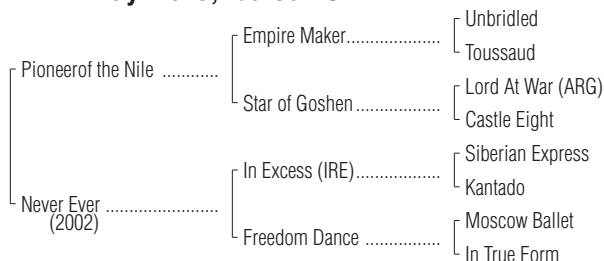 Unbridled
Empire Maker....................
Toussaud
Pioneerof the Nile ............
Lord At War (ARG)
Star of Goshen ..................
Castle Eight
Siberian Express
In Excess (IRE)..................
Kantado
Never Ever ........................
(2002)
Moscow Ballet
Freedom Dance ................
In True Form